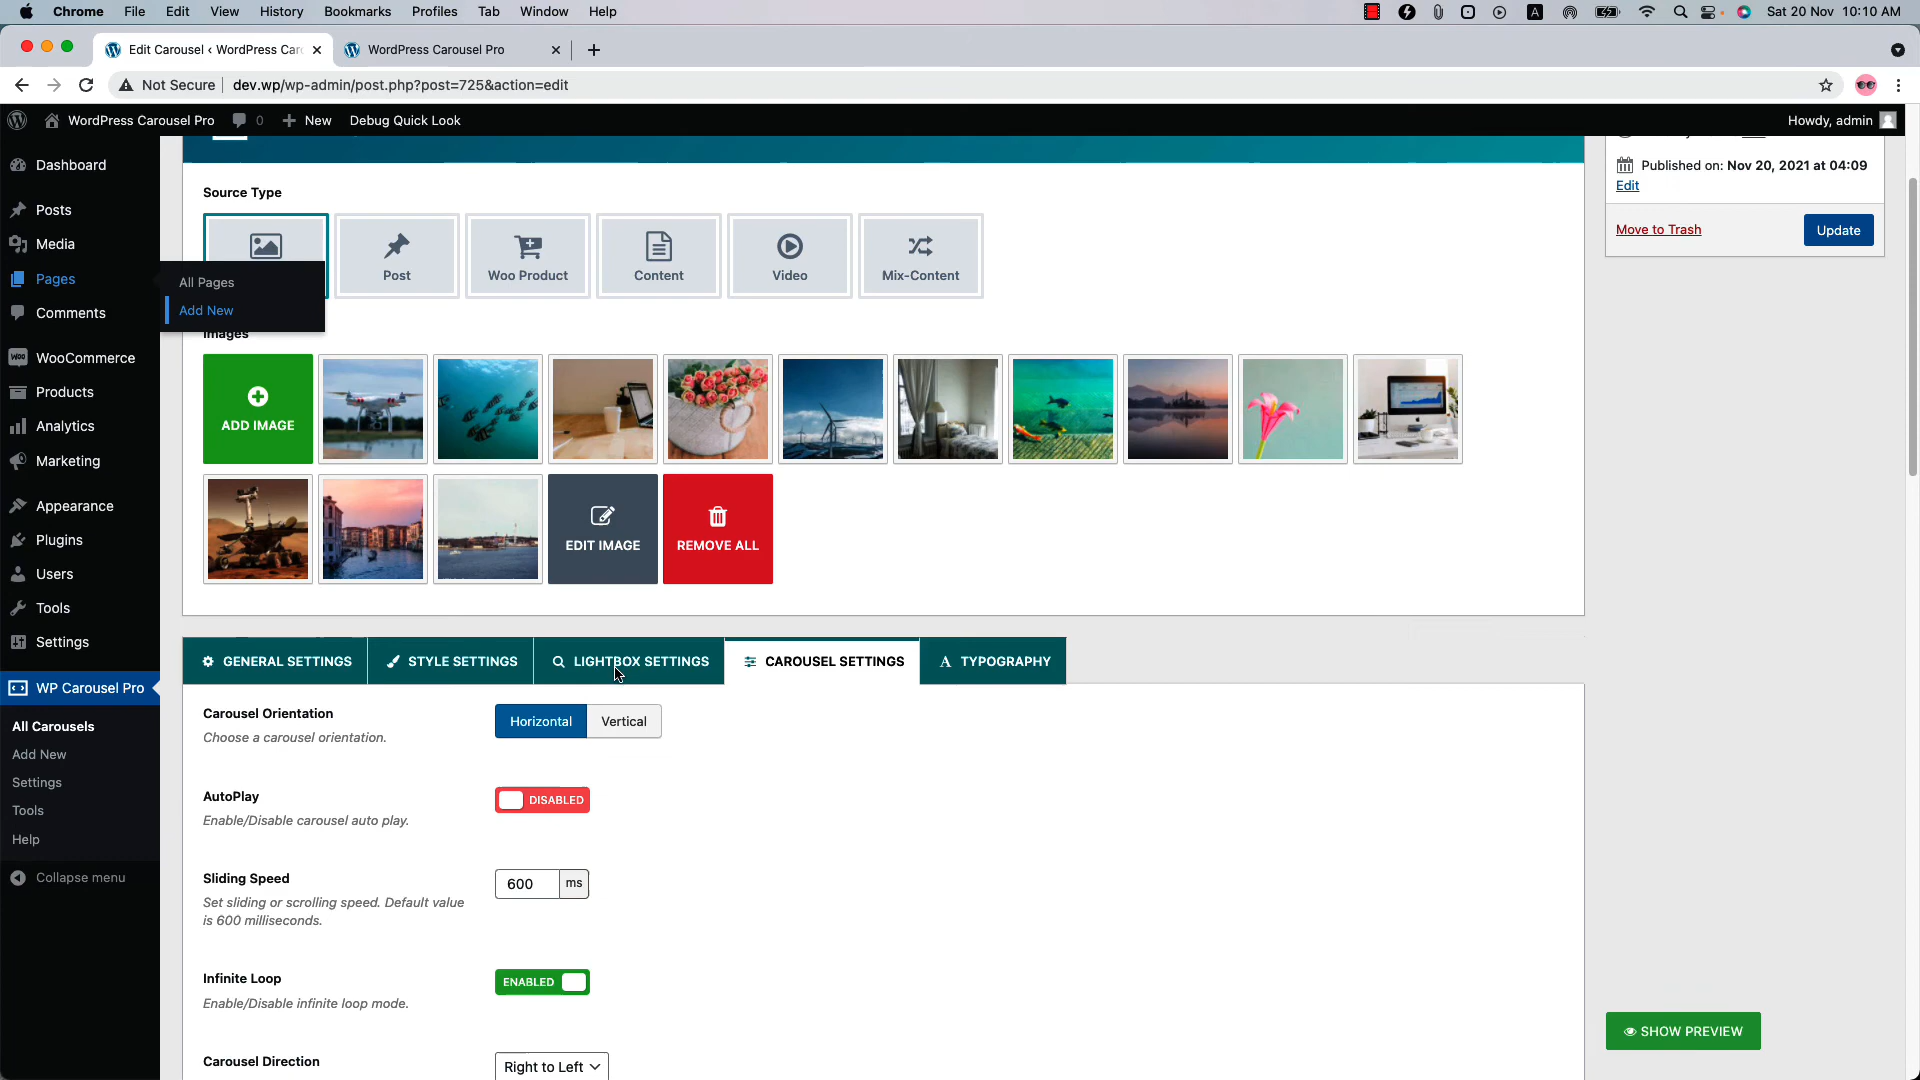 Chrome File Edit View History Bookmarks Profiles Tab Window Help
A
Sat 20 Nov 10:10 AM
Edit Carousel ‹ WordPress Car
WordPress Carousel Pro
Not Secure
dev.wp/wp-admin/post.php?post=725&action=edit
WordPress Carousel Pro
0
New
Debug Quick Look
Howdy, admin
Dashboard
Posts
Media
Pages
Comments
WooCommerce
Products
Analytics
Marketing
Appearance
Plugins
Users
Tools
Settings
WP Carousel Pro
All Carousels
Add New
Settings
Tools
Help
Collapse menu
All Pages
Add New
Source Type
Post
Woo Product
Content
Video
Mix-Content
Images
ADD IMAGE
EDIT IMAGE
REMOVE ALL
GENERAL SETTINGS
STYLE SETTINGS
LIGHTBOX SETTINGS
CAROUSEL SETTINGS
A TYPOGRAPHY
Carousel Orientation
Choose a carousel orientation.
Horizontal
Vertical
AutoPlay
Enable/Disable carousel auto play.
DISABLED
Sliding Speed
Set sliding or scrolling speed. Default value
is 600 milliseconds.
600
ms
Infinite Loop
Enable/Disable infinite loop mode.
ENABLED
Carousel Direction
Right to Left
Published on: Nov 20, 2021 at 04:09
Edit
Move to Trash
Update
SHOW PREVIEW